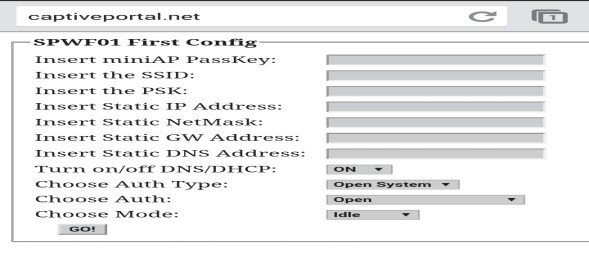 captiveportal.net
1
SPWF01 First Config
Insert miniAP PassKey:
Insert the SSID:
Insert the PSK:
Insert Static IP Address:
Insert Static NetMask:
Insert Static GW Address:
Insert Static DNS Address:
Turn on/off DNS/DHCP: ON
Choose Auth Type: Open System
Choose Auth: Open
Choose Mode: Idle
GO!